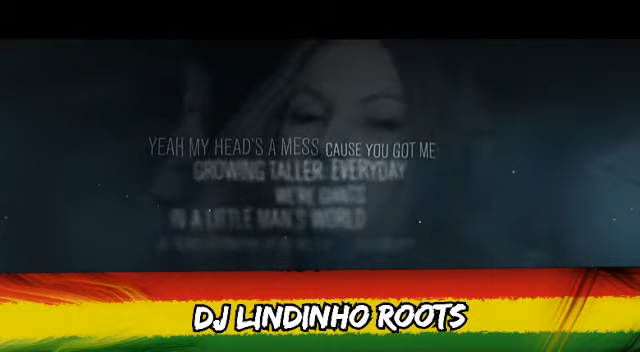 YEAH MY HEAD'S A MESS CAUSE YOU GOT ME
GROWING TALLER EVERYDAY
WE'RE GIANTS
IN A LITTLE MAN'S WORLD
DJ LINDINHO ROOTS